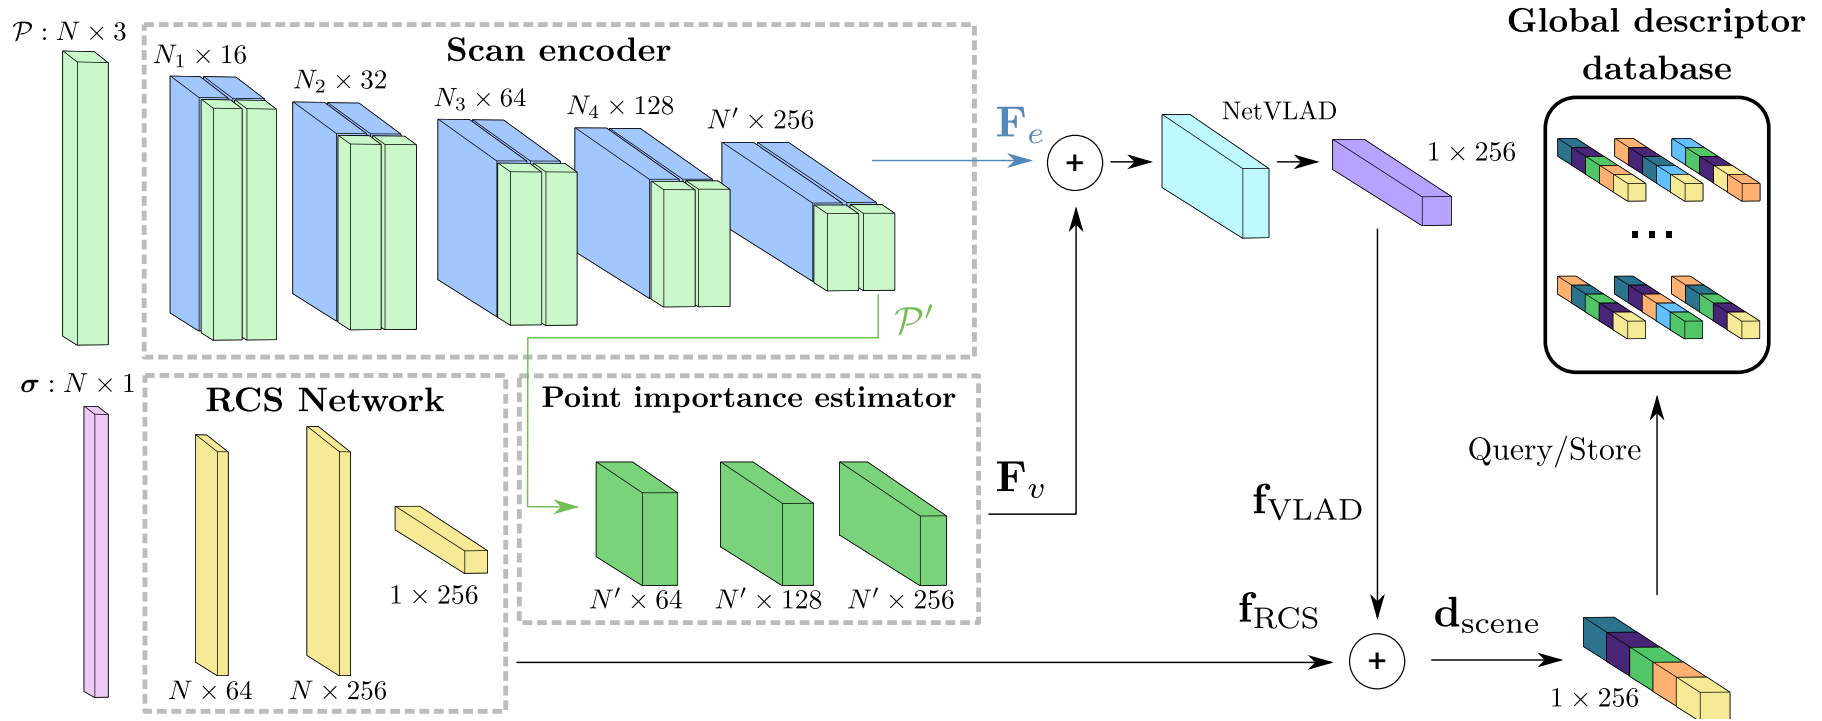 𝒫 : N × 3
Scan encoder
N₁ × 16
N₂ × 32
N₃ × 64
N₄ × 128
N′ × 256
F_e
+
NetVLAD
1 × 256
Global descriptor
database
...
𝒫′
σ : N × 1
RCS Network
N × 64
N × 256
1 × 256
Point importance estimator
N′ × 64
N′ × 128
N′ × 256
F_v
f_VLAD
f_RCS
+
d_scene
1 × 256
Query/Store